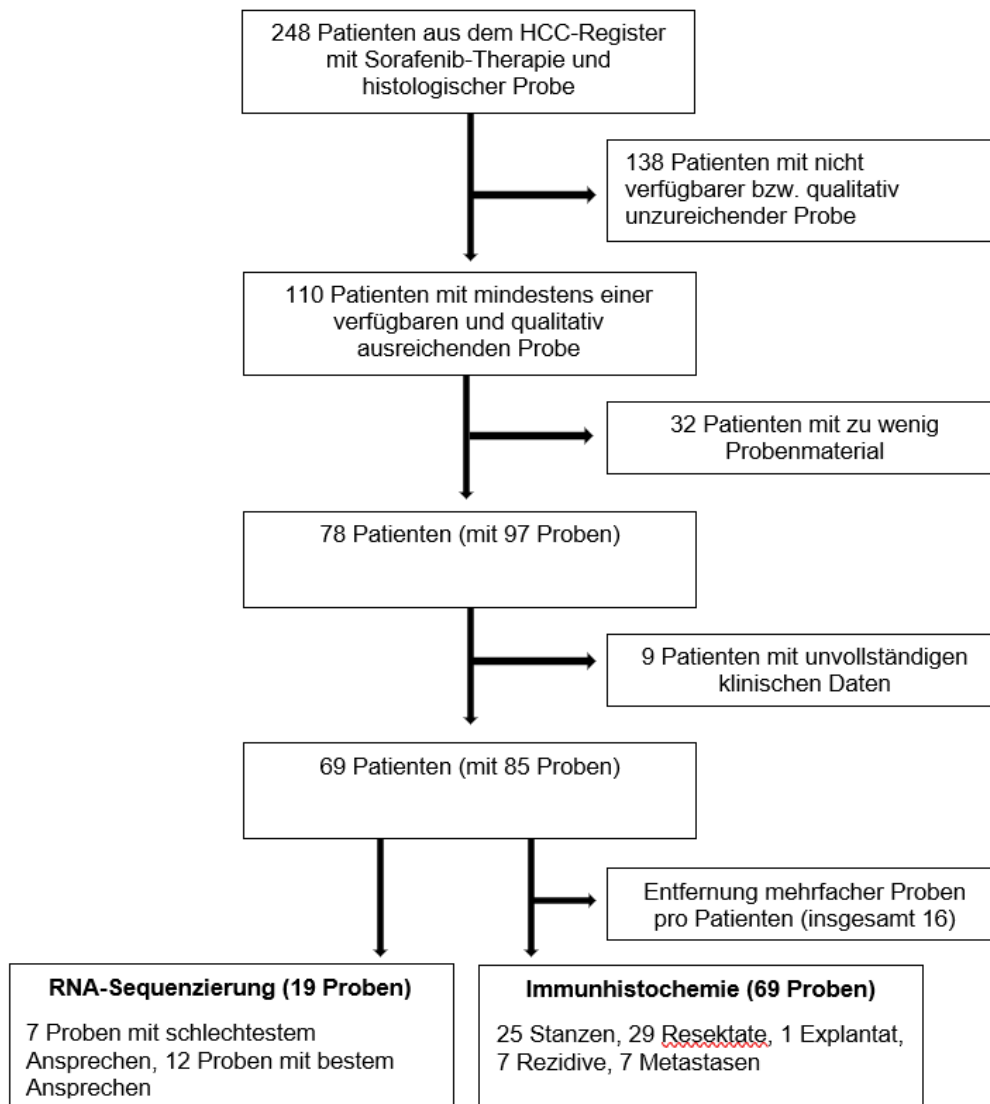 248 Patienten aus dem HCC-Register
mit Sorafenib-Therapie und
histologischer Probe
138 Patienten mit nicht
verfügbarer bzw. qualitativ
unzureichender Probe
110 Patienten mit mindestens einer
verfügbaren und qualitativ
ausreichenden Probe
32 Patienten mit zu wenig
Probenmaterial
78 Patienten (mit 97 Proben)
9 Patienten mit unvollständigen
klinischen Daten
69 Patienten (mit 85 Proben)
Entfernung mehrfacher Proben
pro Patienten (insgesamt 16)
RNA-Sequenzierung (19 Proben)
7 Proben mit schlechtestem
Ansprechen, 12 Proben mit bestem
Ansprechen
Immunhistochemie (69 Proben)
25 Stanzen, 29 Resektate, 1 Explantat,
7 Rezidive, 7 Metastasen